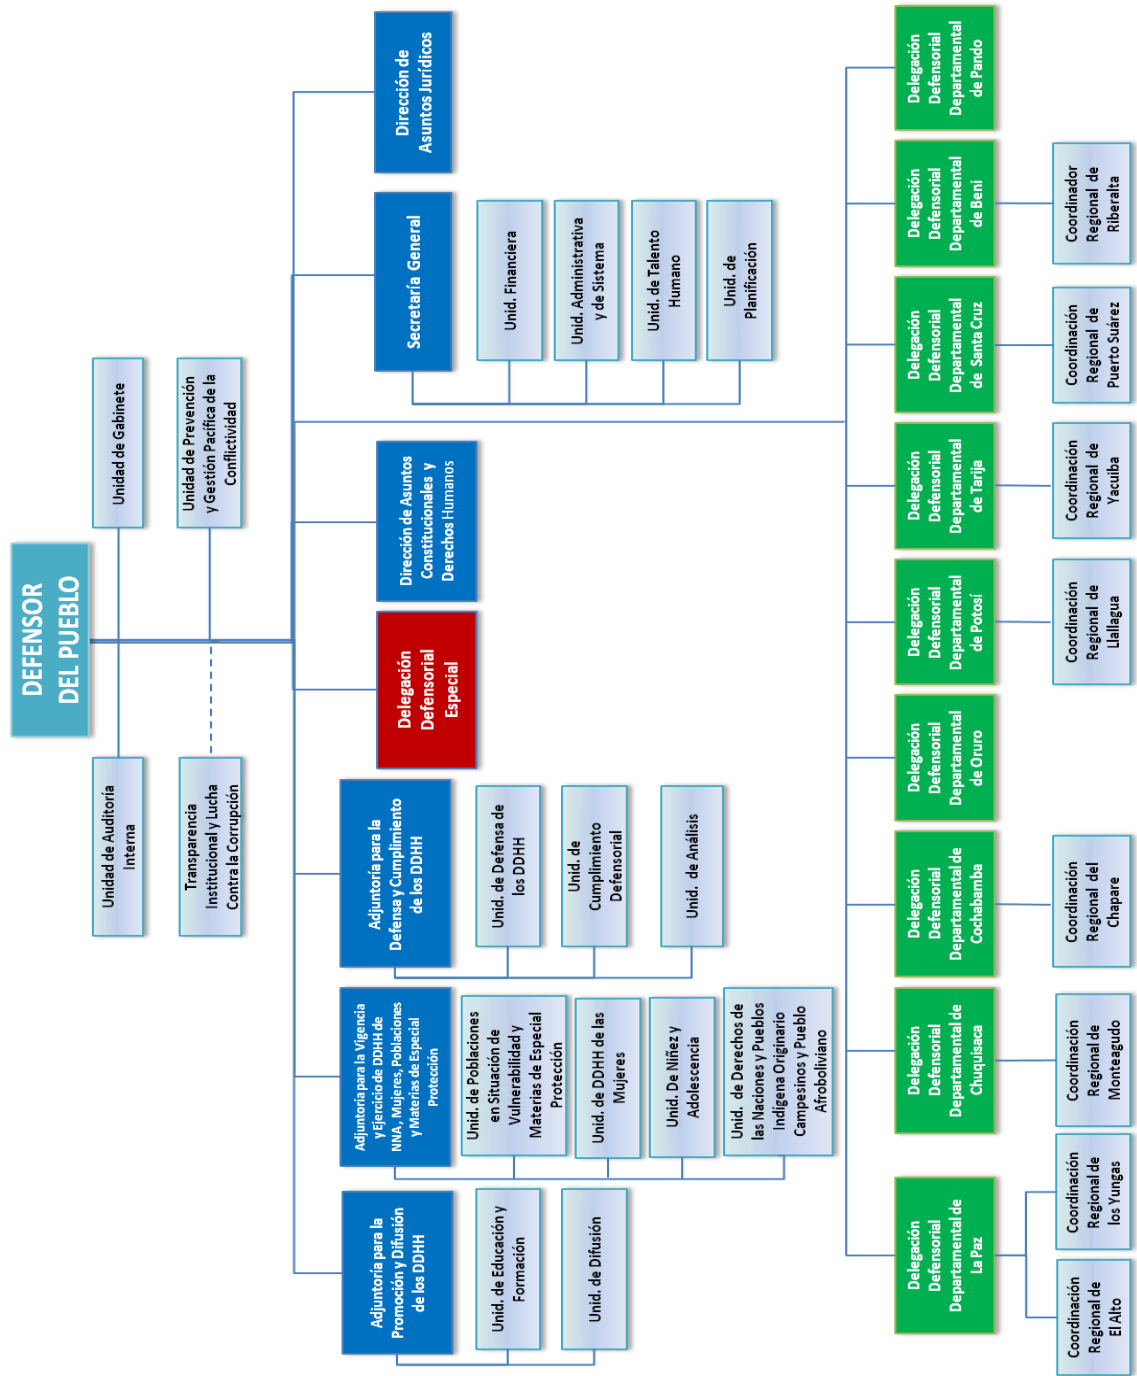 DEFENSOR
DEL PUEBLO
Unidad de Auditoría
Interna
Unidad de Gabinete
Transparencia
Institucional y Lucha
Contra la Corrupción
Unidad de Prevención
y Gestión Pacífica de la
Conflictividad
Adjuntoría para la
Promoción y Difusión
de los DDHH
Unid. de Educación y
Formación
Unid. de Difusión
Adjuntoría para la Vigencia
y Ejercicio de DDHH de
NNA, Mujeres, Poblaciones
y Materias de Especial
Protección
Unid. de Poblaciones
en Situación de
Vulnerabilidad y
Materias de Especial
Protección
Unid. de DDHH de las
Mujeres
Unid. De Niñez y
Adolescencia
Unid. de Derechos de
las Naciones y Pueblos
Indígena Originario
Campesinos y Pueblo
Afroboliviano
Adjuntoría para la
Defensa y Cumplimiento
de los DDHH
Unid. de Defensa de
los DDHH
Unid. de
Cumplimiento
Defensorial
Unid. de Análisis
Delegación
Defensorial
Especial
Dirección de Asuntos
Constitucionales y
Derechos Humanos
Secretaría General
Unid. Financiera
Unid. Administrativa
y de Sistema
Unid. de Talento
Humano
Unid. de
Planificación
Dirección de
Asuntos Jurídicos
Delegación
Defensorial
Departamental de
La Paz
Coordinación
Regional de
El Alto
Coordinación
Regional de
los Yungas
Delegación
Defensorial
Departamental de
Chuquisaca
Coordinación
Regional de
Monteagudo
Delegación
Defensorial
Departamental de
Cochabamba
Coordinación
Regional del
Chapare
Delegación
Defensorial
Departamental
de Oruro
Delegación
Defensorial
Departamental
de Potosí
Coordinación
Regional de
Llallagua
Delegación
Defensorial
Departamental
de Tarija
Coordinación
Regional de
Yacuiba
Delegación
Defensorial
Departamental
de Santa Cruz
Coordinación
Regional de
Puerto Suárez
Delegación
Defensorial
Departamental
de Beni
Coordinador
Regional de
Riberalta
Delegación
Defensorial
Departamental
de Pando